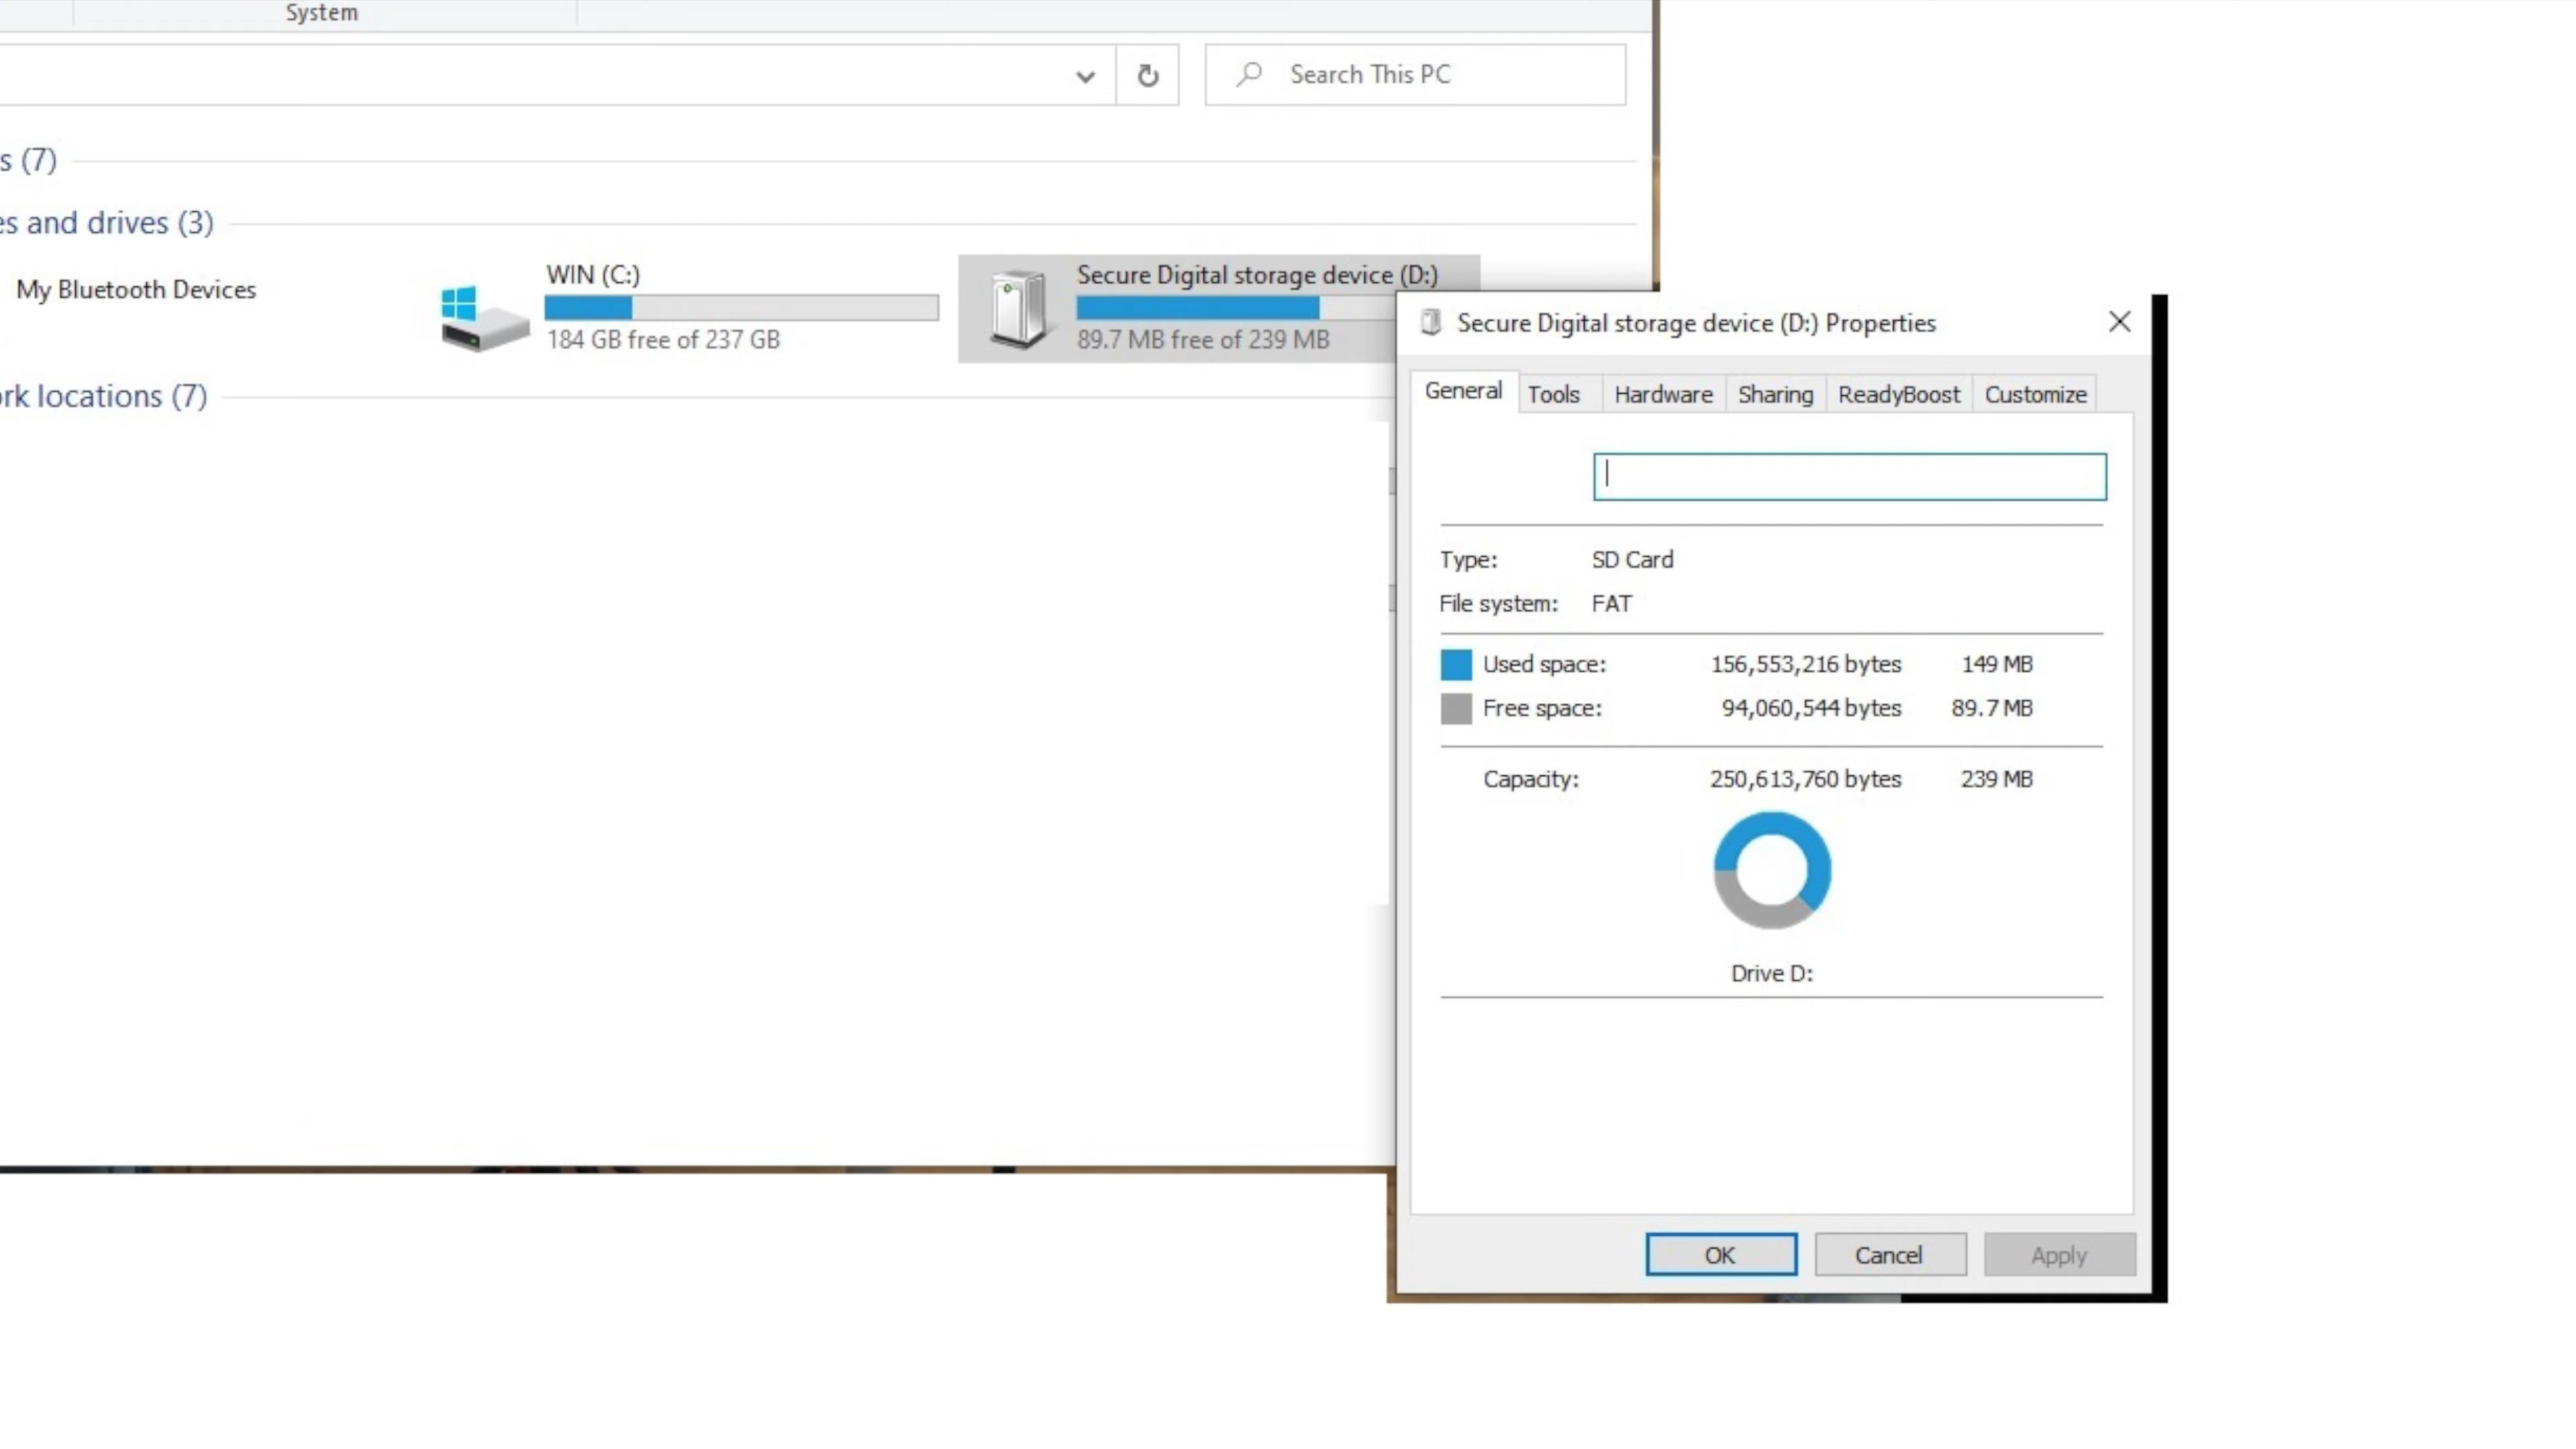 System
Search This PC
s (7)
es and drives (3)
My Bluetooth Devices
WIN (C:)
184 GB free of 237 GB
Secure Digital storage device (D:)
89.7 MB free of 239 MB
rk locations (7)
Secure Digital storage device (D:) Properties
General Tools Hardware Sharing ReadyBoost Customize
Type: SD Card
File system: FAT
Used space: 156,553,216 bytes 149 MB
Free space: 94,060,544 bytes 89.7 MB
Capacity: 250,613,760 bytes 239 MB
Drive D:
OK Cancel Apply